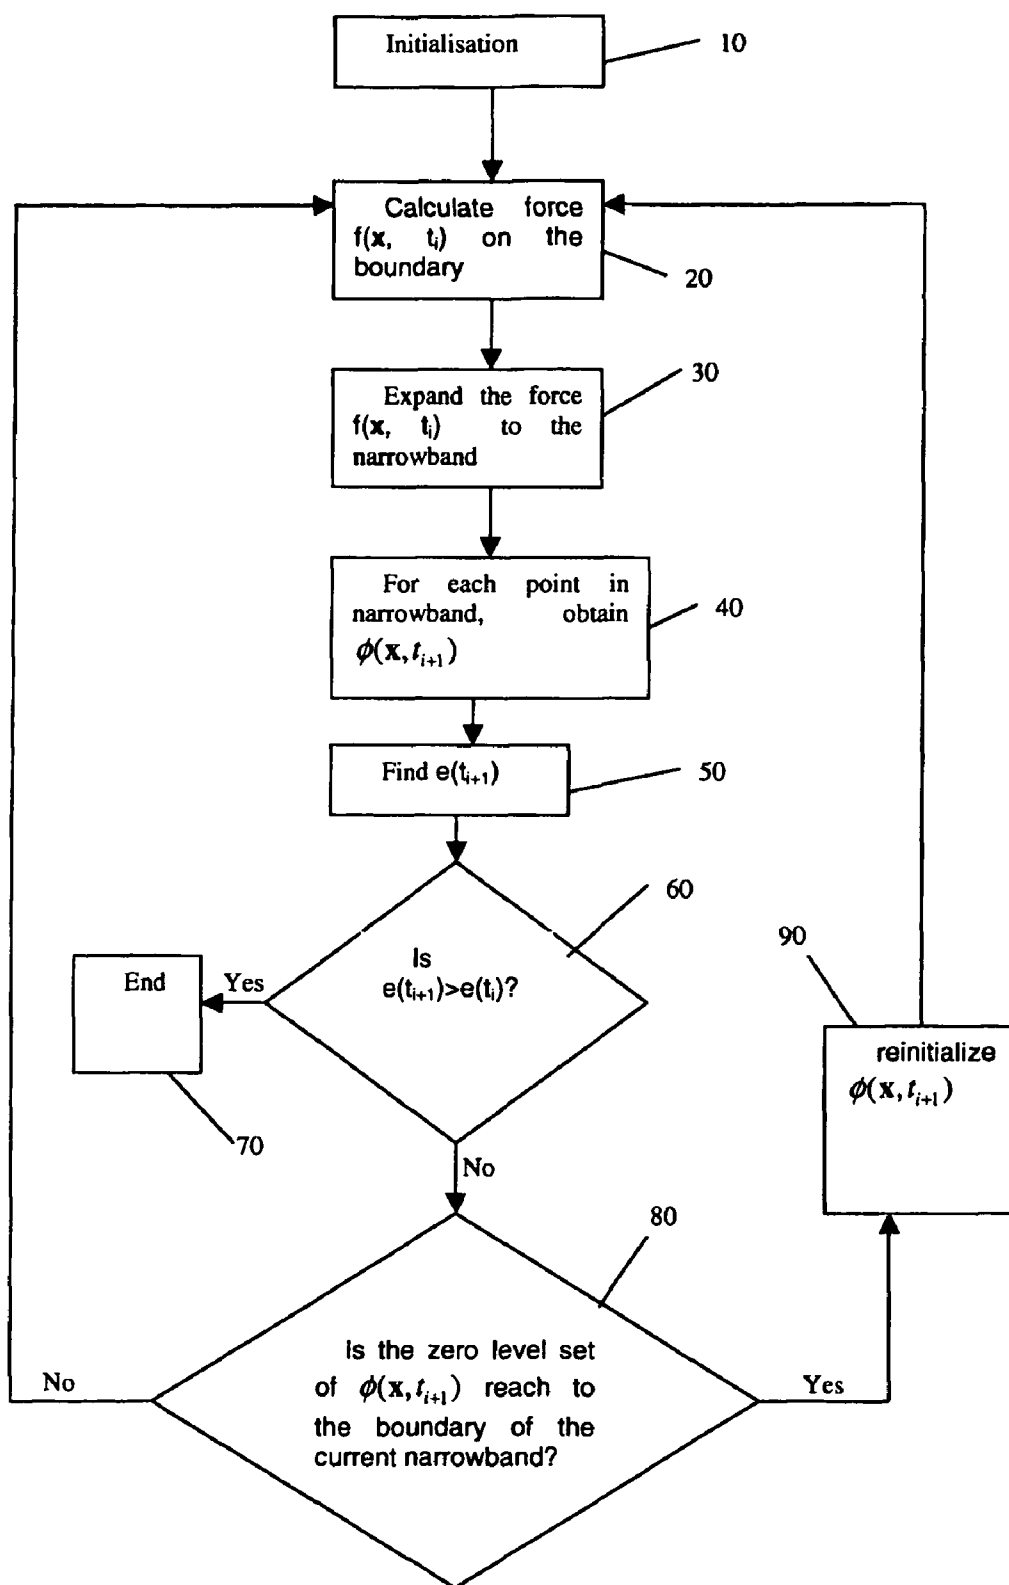 Initialisation
10
Calculate force
f(x, tᵢ) on the
boundary
20
Expand the force
f(x, tᵢ) to the
narrowband
30
For each point in
narrowband, obtain
ϕ(x, tᵢ₊₁)
40
Find e(tᵢ₊₁)
50
Is
e(tᵢ₊₁)>e(tᵢ)?
60
Yes
End
70
No
Is the zero level set
of ϕ(x, tᵢ₊₁) reach to
the boundary of the
current narrowband?
80
No
Yes
90
reinitialize
ϕ(x, tᵢ₊₁)